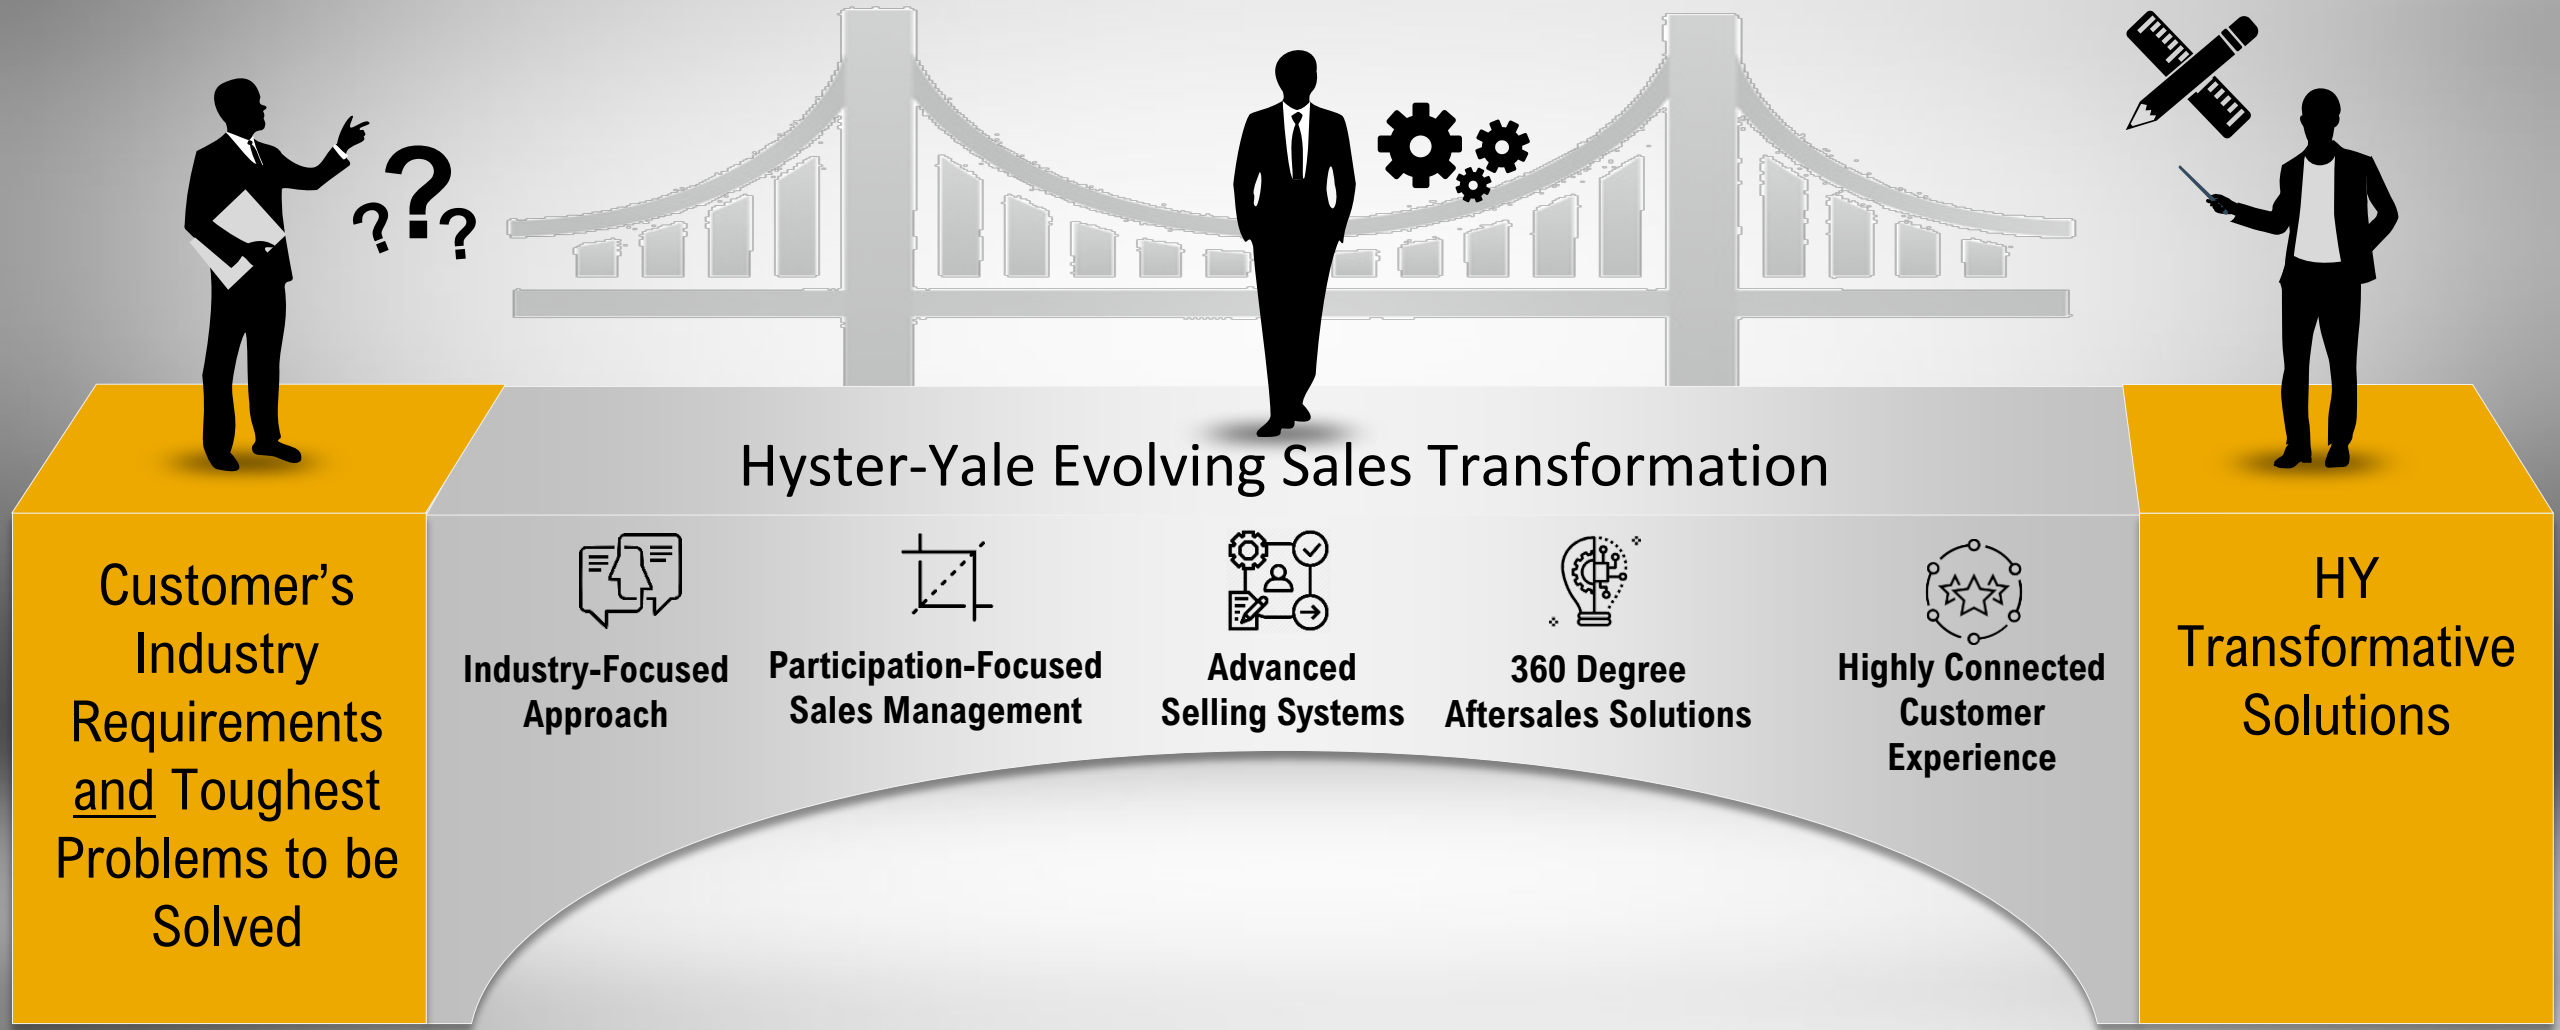 ???
Hyster-Yale Evolving Sales Transformation
Customer’s
Industry
Requirements
and Toughest
Problems to be
Solved
Industry-Focused
Approach
Participation-Focused
Sales Management
Advanced
Selling Systems
360 Degree
Aftersales Solutions
Highly Connected
Customer
Experience
HY
Transformative
Solutions